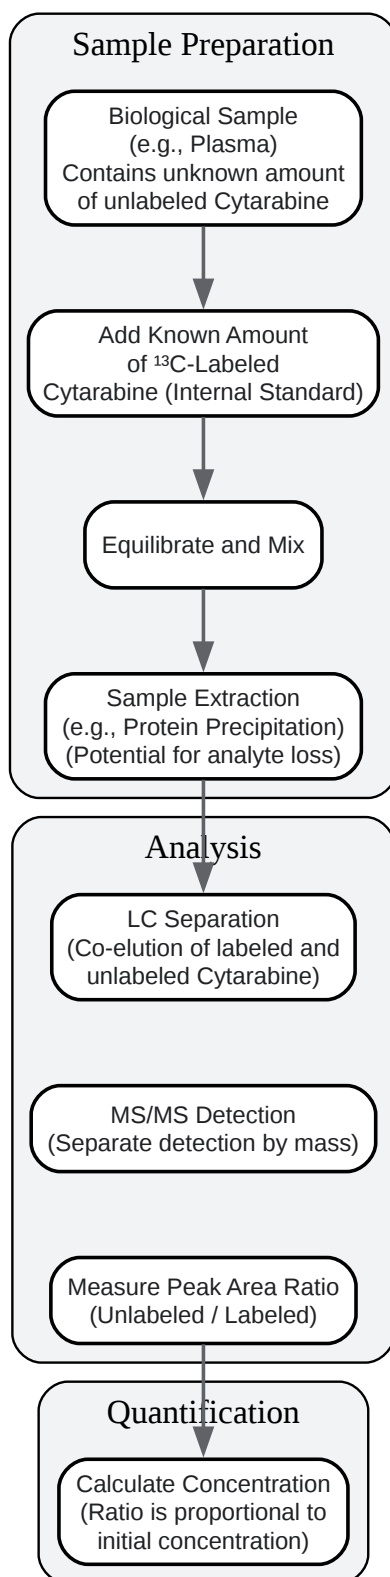 Sample Preparation
Biological Sample
(e.g., Plasma)
Contains unknown amount
of unlabeled Cytarabine
Add Known Amount
of ¹³C-Labeled
Cytarabine (Internal Standard)
Equilibrate and Mix
Sample Extraction
(e.g., Protein Precipitation)
(Potential for analyte loss)
Analysis
LC Separation
(Co-elution of labeled and
unlabeled Cytarabine)
MS/MS Detection
(Separate detection by mass)
Measure Peak Area Ratio
(Unlabeled / Labeled)
Quantification
Calculate Concentration
(Ratio is proportional to
initial concentration)